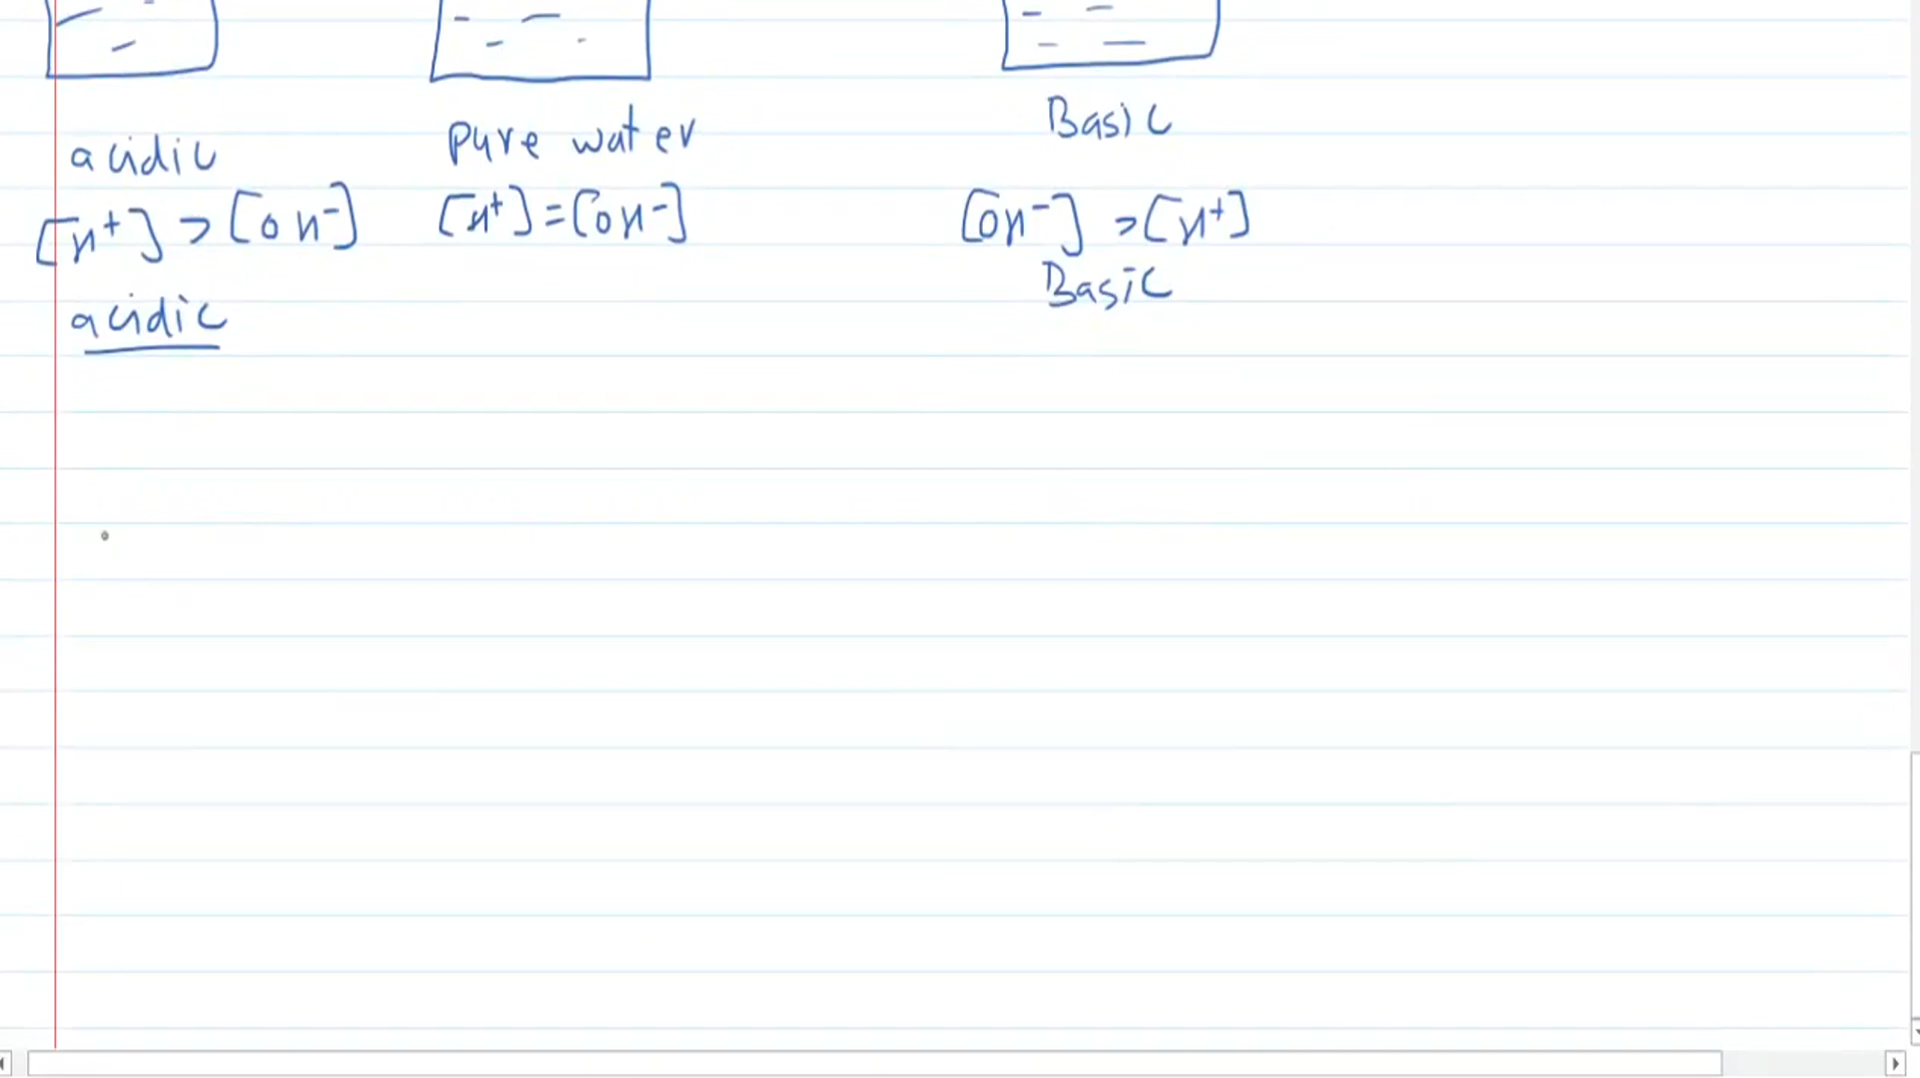 acidic
pure water
Basic
[H⁺] > [OH⁻]
[H⁺] = [OH⁻]
[OH⁻] > [H⁺]
acidic
Basic